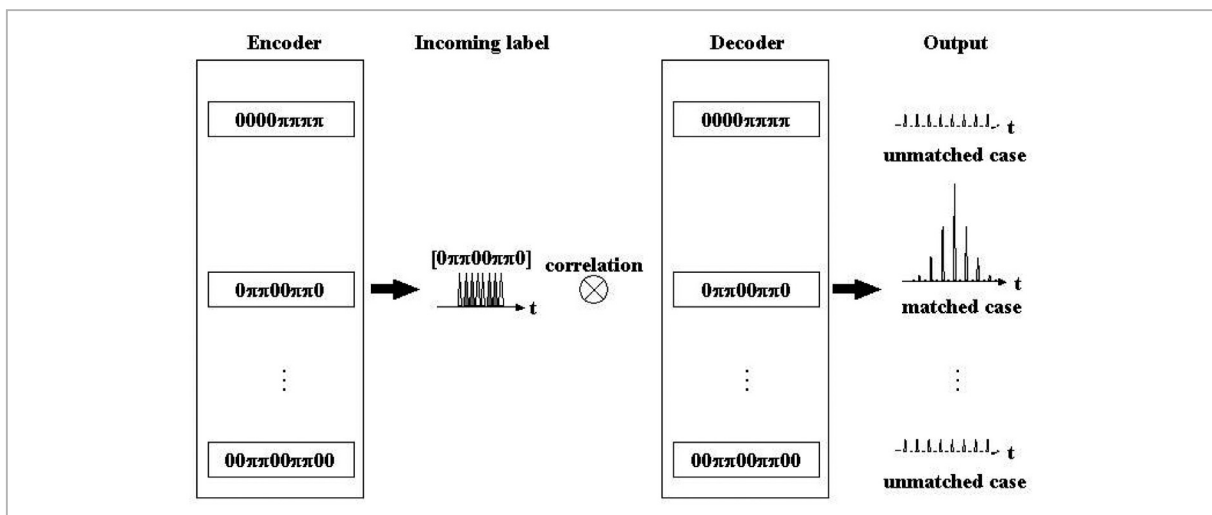 Encoder Incoming label Decoder Output
0000ππππ 0000ππππ
t
unmatched case
[0ππ00ππ0] correlation
0ππ00ππ0 0ππ00ππ0
t t
matched case
⋮ ⋮ ⋮
00ππ00ππ00 00ππ00ππ00
t
unmatched case